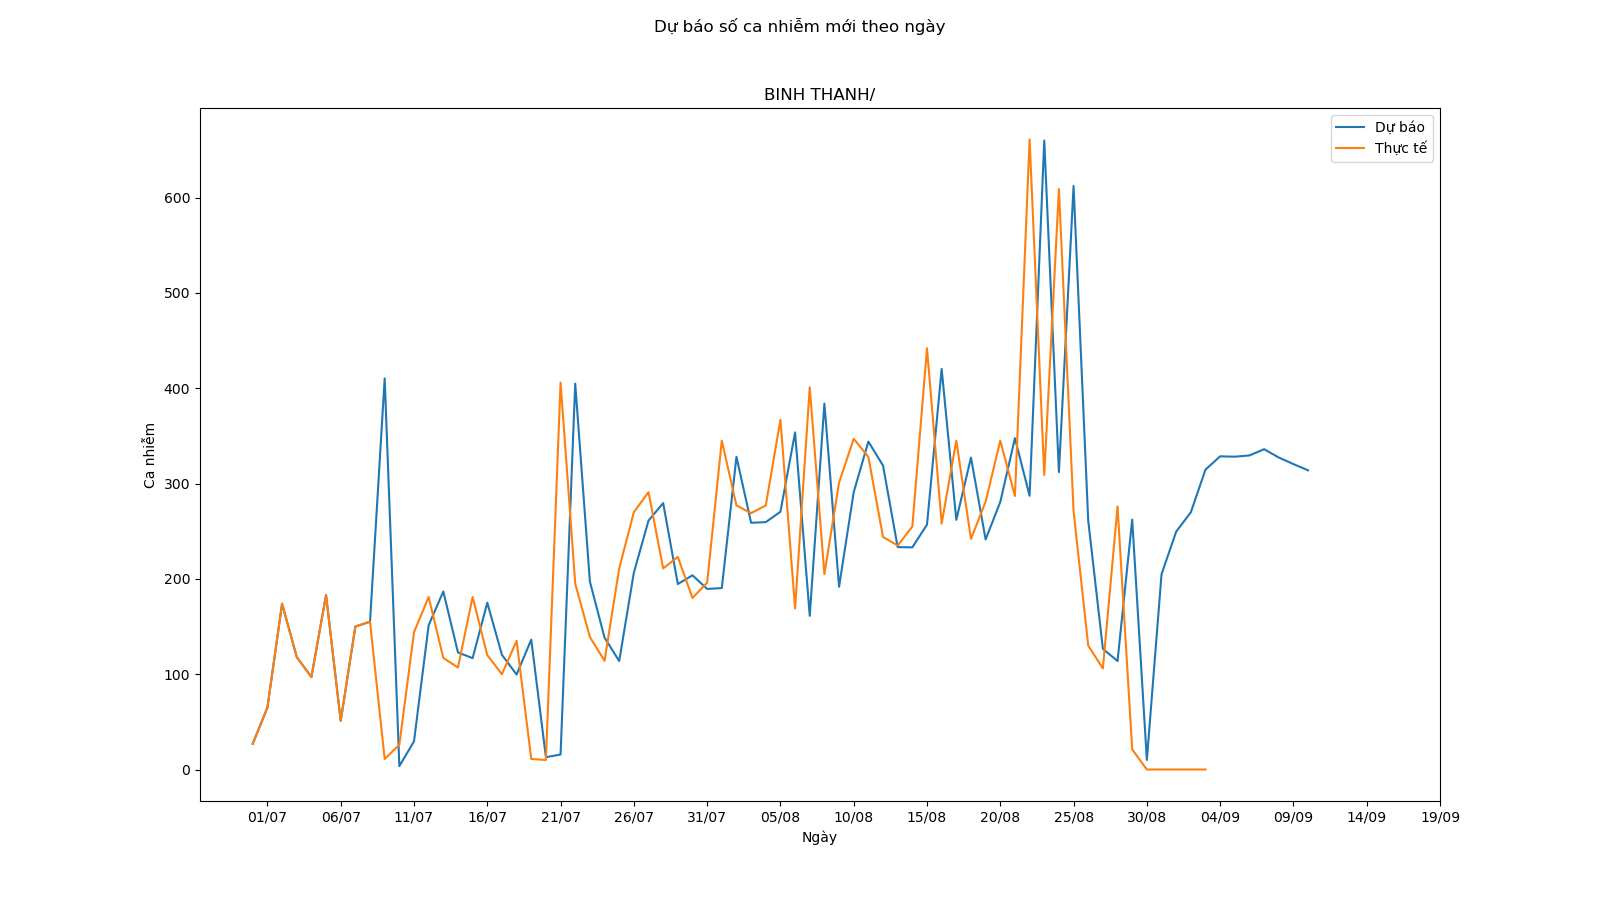 Dự báo số ca nhiễm mới theo ngày
BINH THANH/
Dự báo
Thực tế
600
500
400
300
200
100
0
Ca nhiễm
01/07 06/07 11/07 16/07 21/07 26/07 31/07 05/08 10/08 15/08 20/08 25/08 30/08 04/09 09/09 14/09 19/09
Ngày